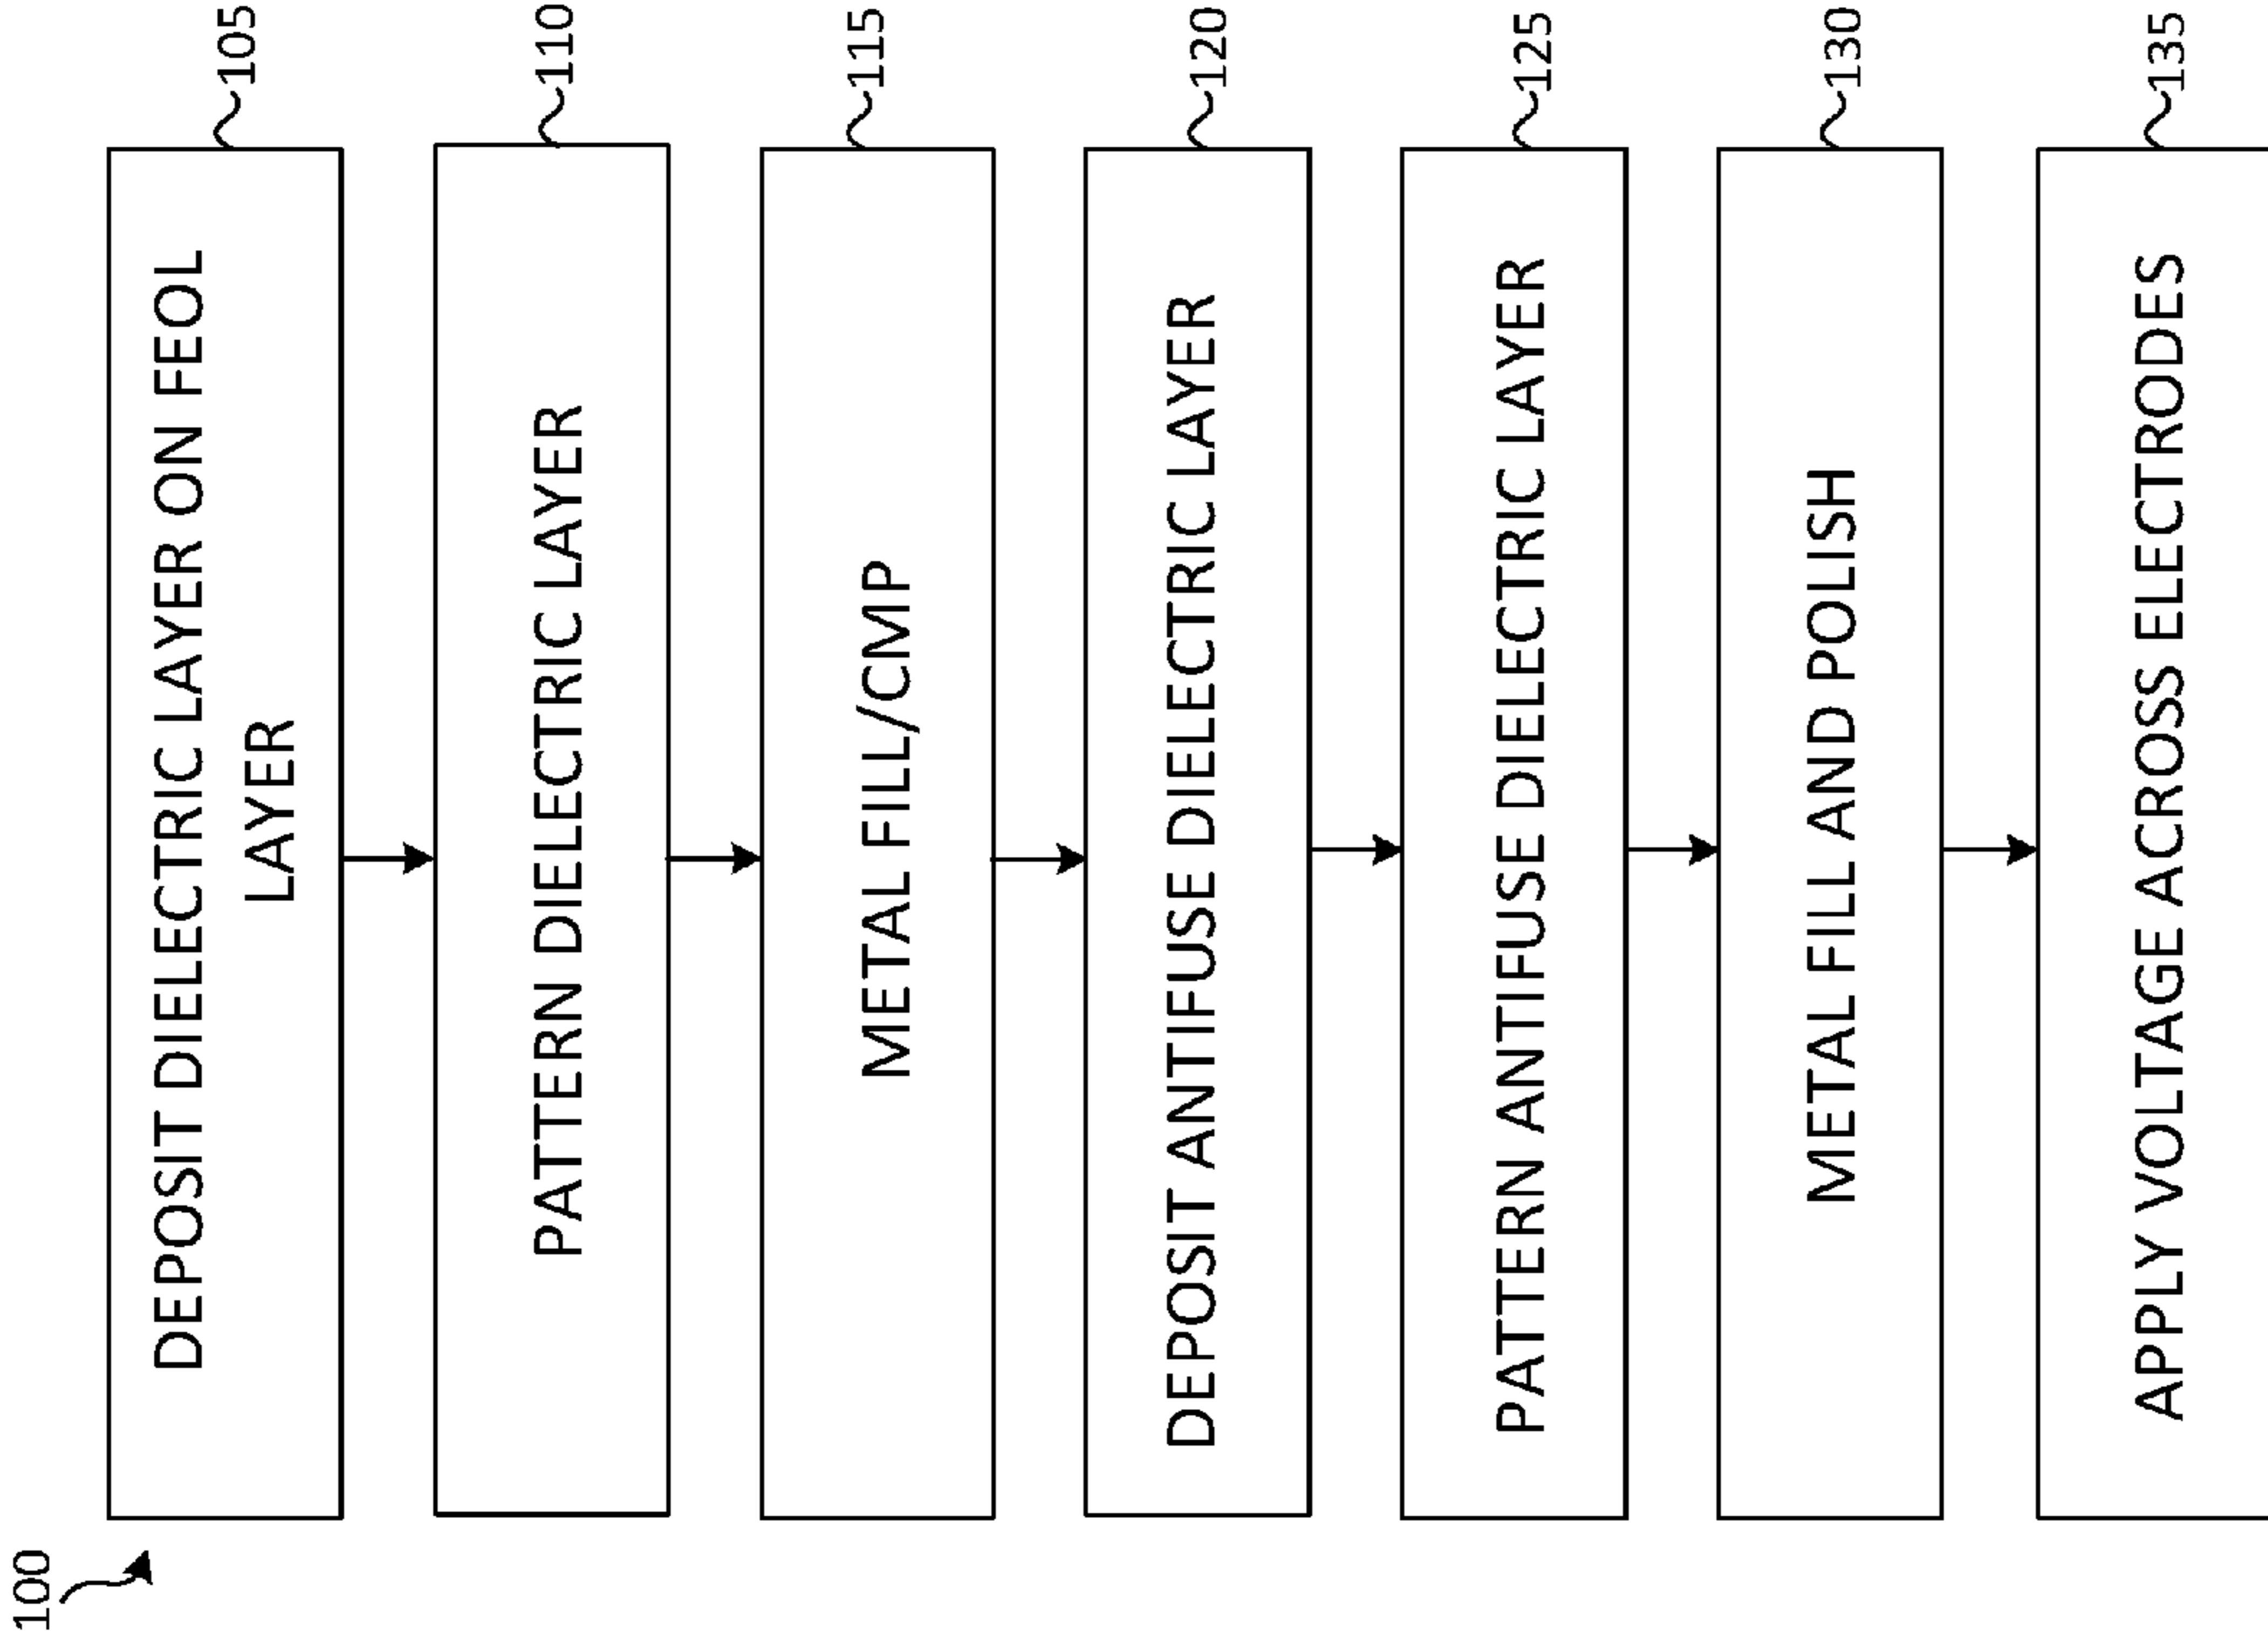 100
DEPOSIT DIELECTRIC LAYER ON FEOL
LAYER
105
PATTERN DIELECTRIC LAYER
110
METAL FILL/CMP
115
DEPOSIT ANTIFUSE DIELECTRIC LAYER
120
PATTERN ANTIFUSE DIELECTRIC LAYER
125
METAL FILL AND POLISH
130
APPLY VOLTAGE ACROSS ELECTRODES
135